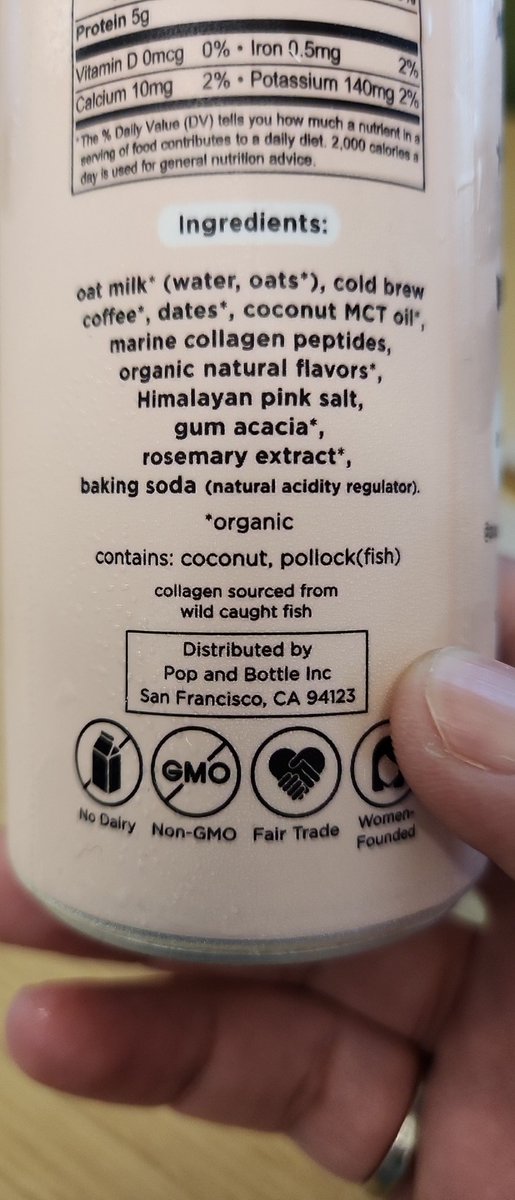 Protein 5g
Vitamin D 0mcg 0% • Iron 0.5mg 2%
Calcium 10mg 2% • Potassium 140mg 2%
*The % Daily Value (DV) tells you how much a nutrient in a
serving of food contributes to a daily diet. 2,000 calories a
day is used for general nutrition advice.
Ingredients:
oat milk* (water, oats*), cold brew
coffee*, dates*, coconut MCT oil*,
marine collagen peptides,
organic natural flavors*,
Himalayan pink salt,
gum acacia*,
rosemary extract*,
baking soda (natural acidity regulator).
*organic
contains: coconut, pollock(fish)
collagen sourced from
wild caught fish
Distributed by
Pop and Bottle Inc
San Francisco, CA 94123
GMO
No Dairy Non-GMO Fair Trade Women-
Founded